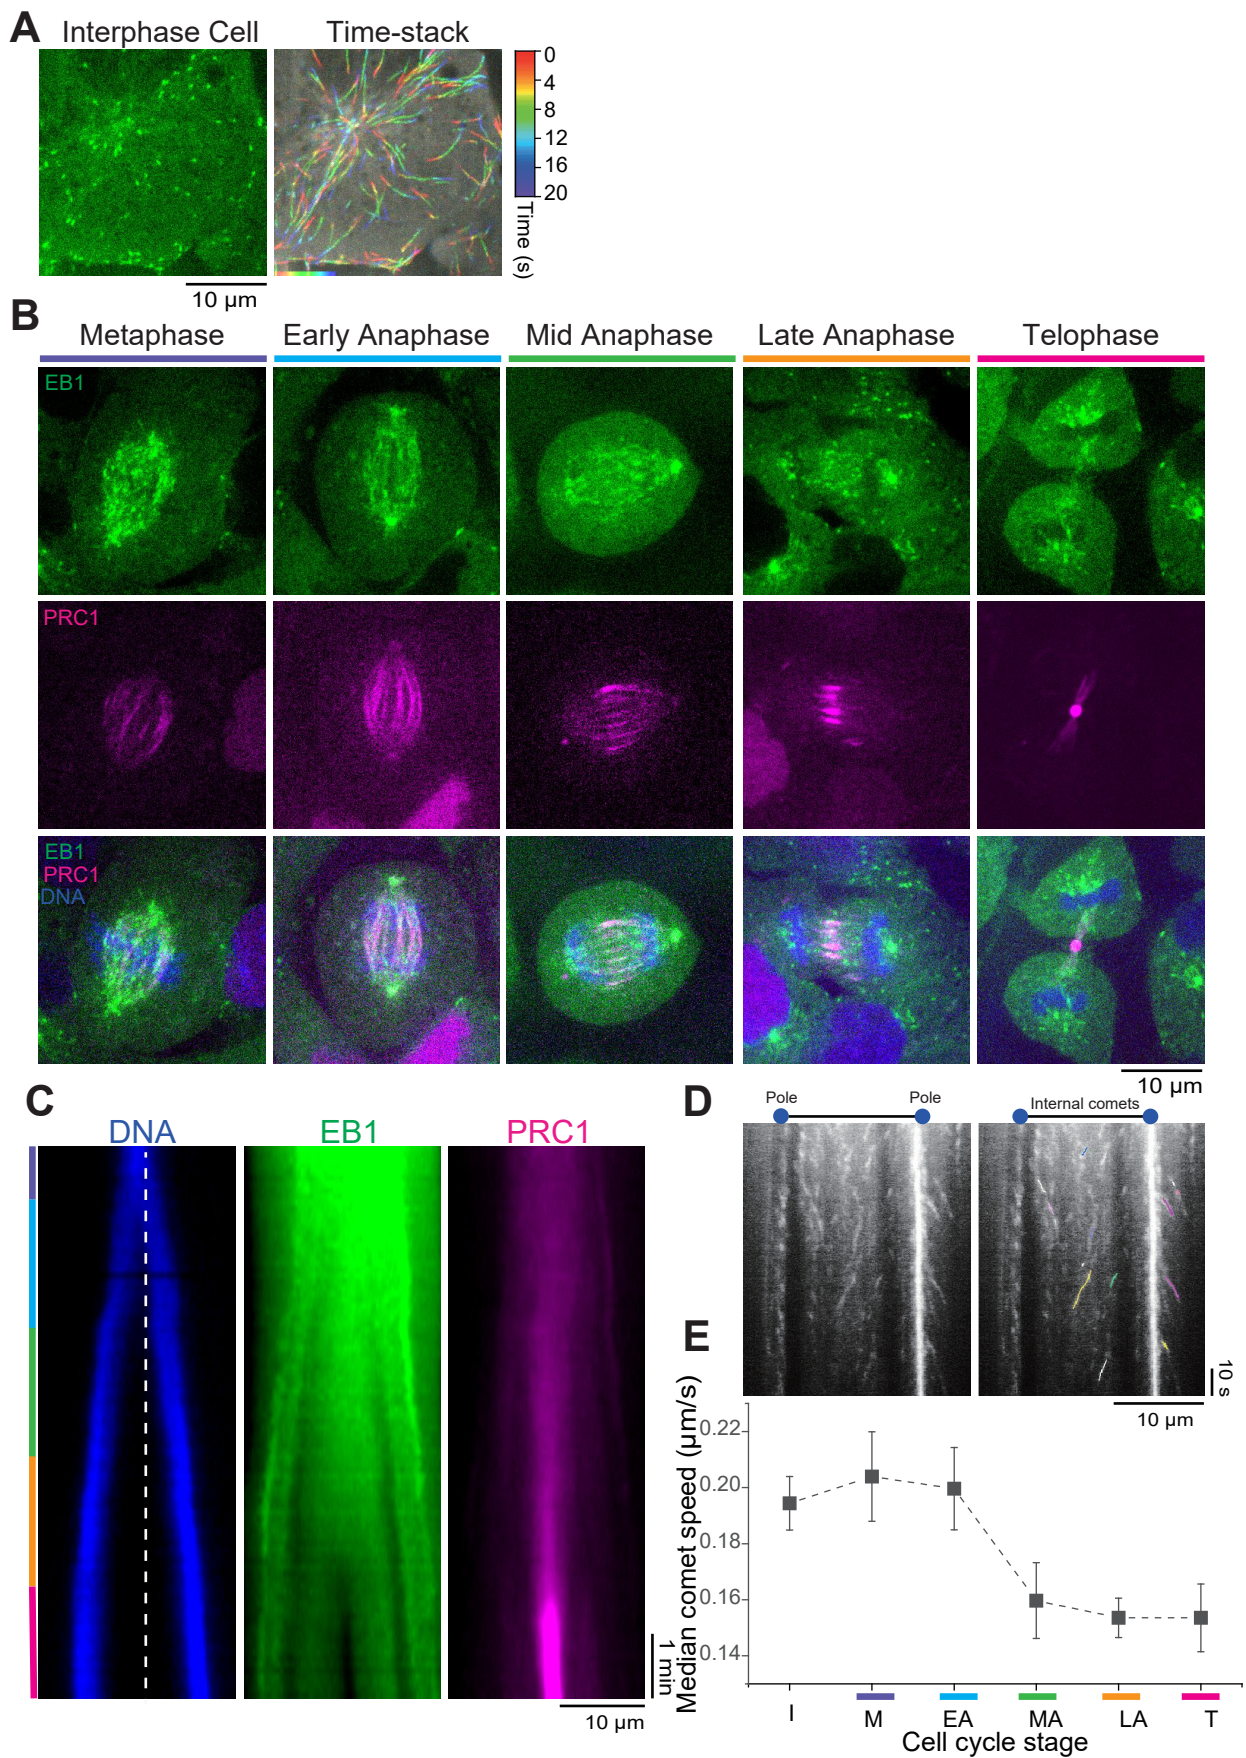 A
Interphase Cell
Time-stack
0
4
8
12
16
20
Time (s)
10 µm
B
Metaphase
Early Anaphase
Mid Anaphase
Late Anaphase
Telophase
EB1
PRC1
EB1
PRC1
DNA
10 µm
C
DNA
EB1
PRC1
1 min
10 µm
D
Pole
Pole
Internal comets
10 s
10 µm
E
Median comet speed (µm/s)
0.22
0.20
0.18
0.16
0.14
I
M
EA
MA
LA
T
Cell cycle stage